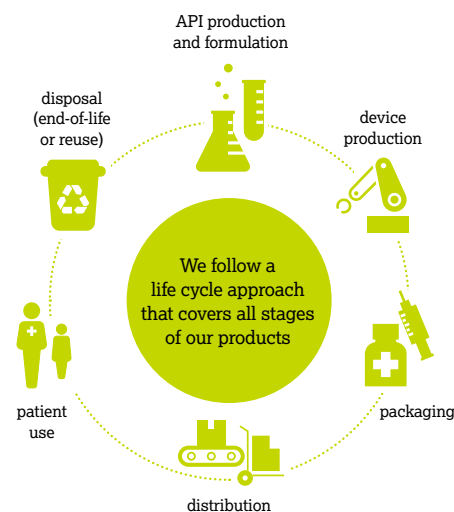 API production
and formulation
device
production
packaging
distribution
patient
use
disposal
(end-of-life
or reuse)
We follow a
life cycle approach
that covers all stages
of our products